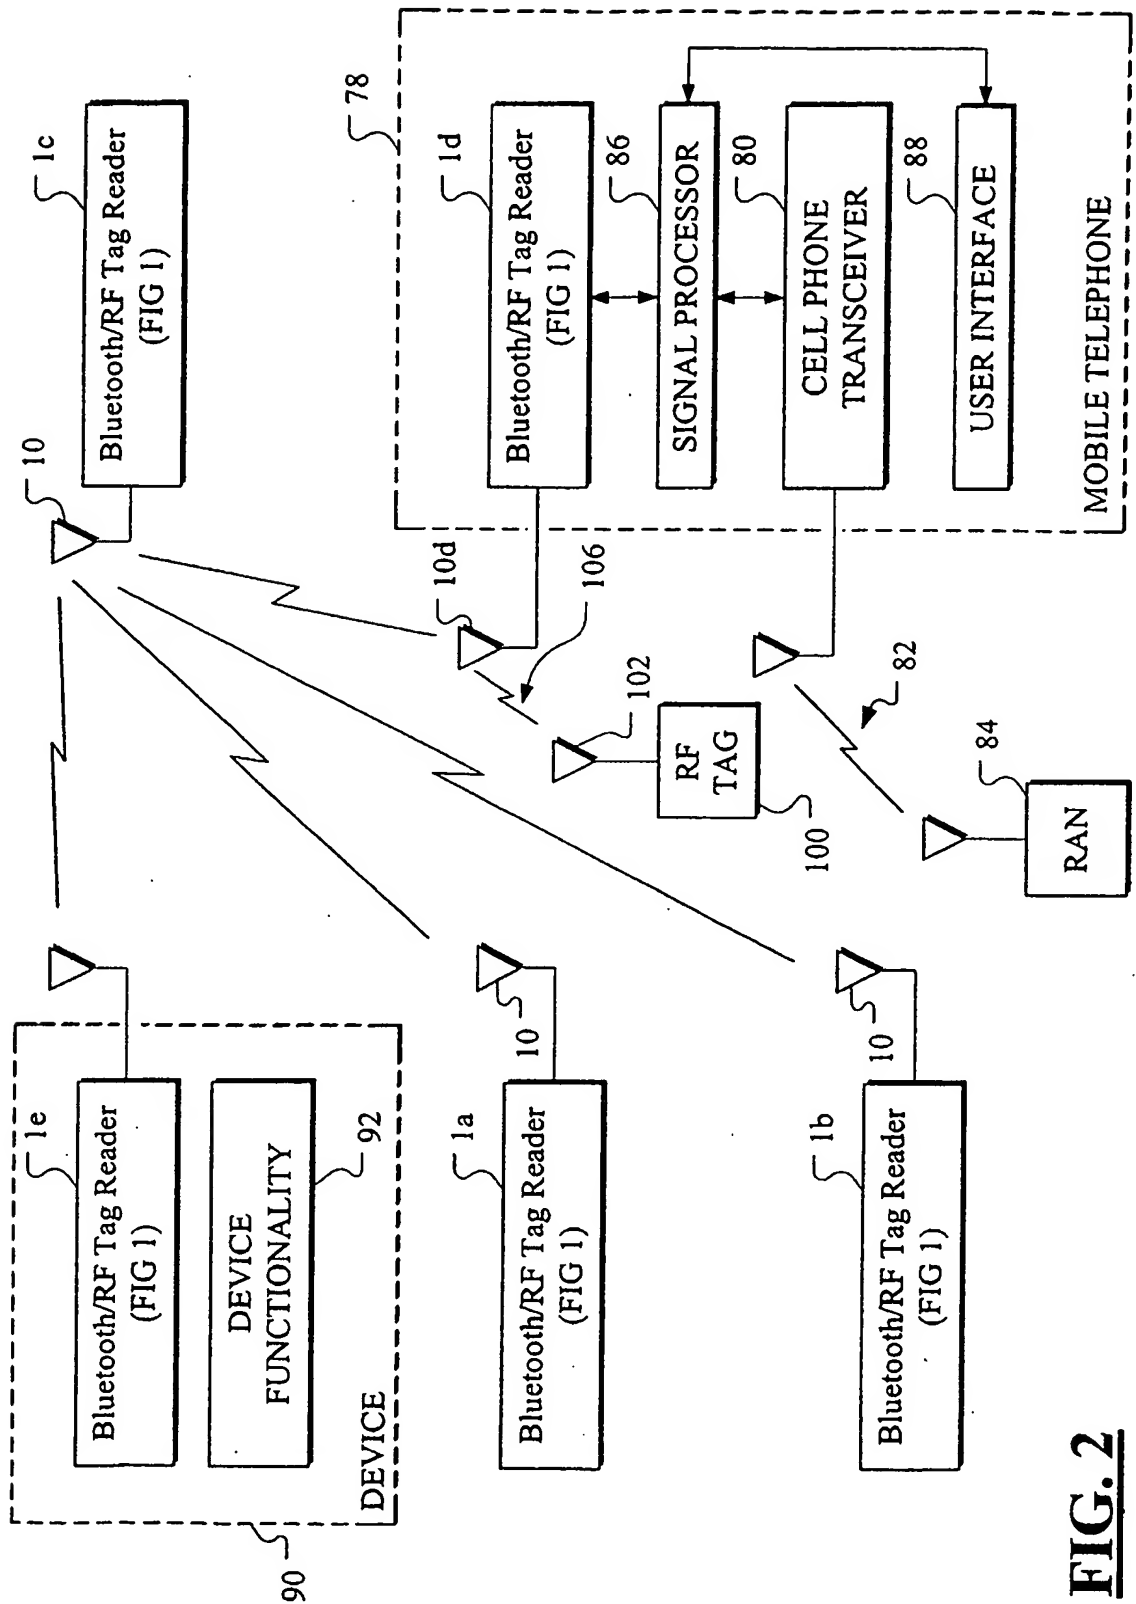 90
DEVICE
Bluetooth/RF Tag Reader
(FIG 1)
1e
DEVICE
FUNCTIONALITY
92
10
Bluetooth/RF Tag Reader
(FIG 1)
1c
Bluetooth/RF Tag Reader
(FIG 1)
1a
10
10d
106
102
RF
TAG
100
78
Bluetooth/RF Tag Reader
(FIG 1)
1d
SIGNAL PROCESSOR
86
CELL PHONE
TRANSCEIVER
80
USER INTERFACE
88
MOBILE TELEPHONE
Bluetooth/RF Tag Reader
(FIG 1)
1b
10
82
84
RAN
FIG. 2